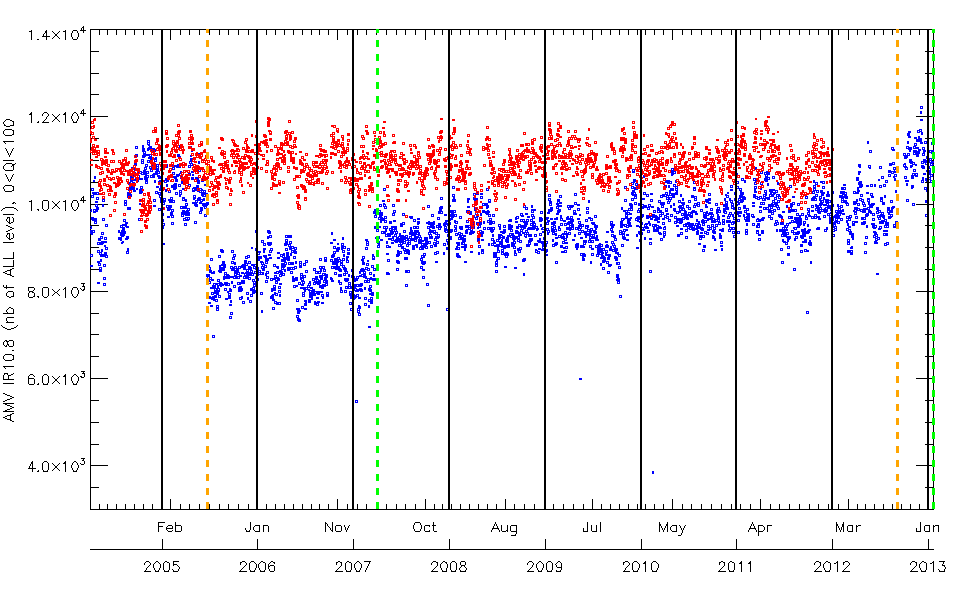 1.4×10⁴
1.2×10⁴
1.0×10⁴
8.0×10³
6.0×10³
4.0×10³
AMV IR10.8 (nb of ALL level), 0<QI<100
Feb Jan Nov Oct Aug Jul May Apr Mar Jan
2005 2006 2007 2008 2009 2010 2011 2012 2013